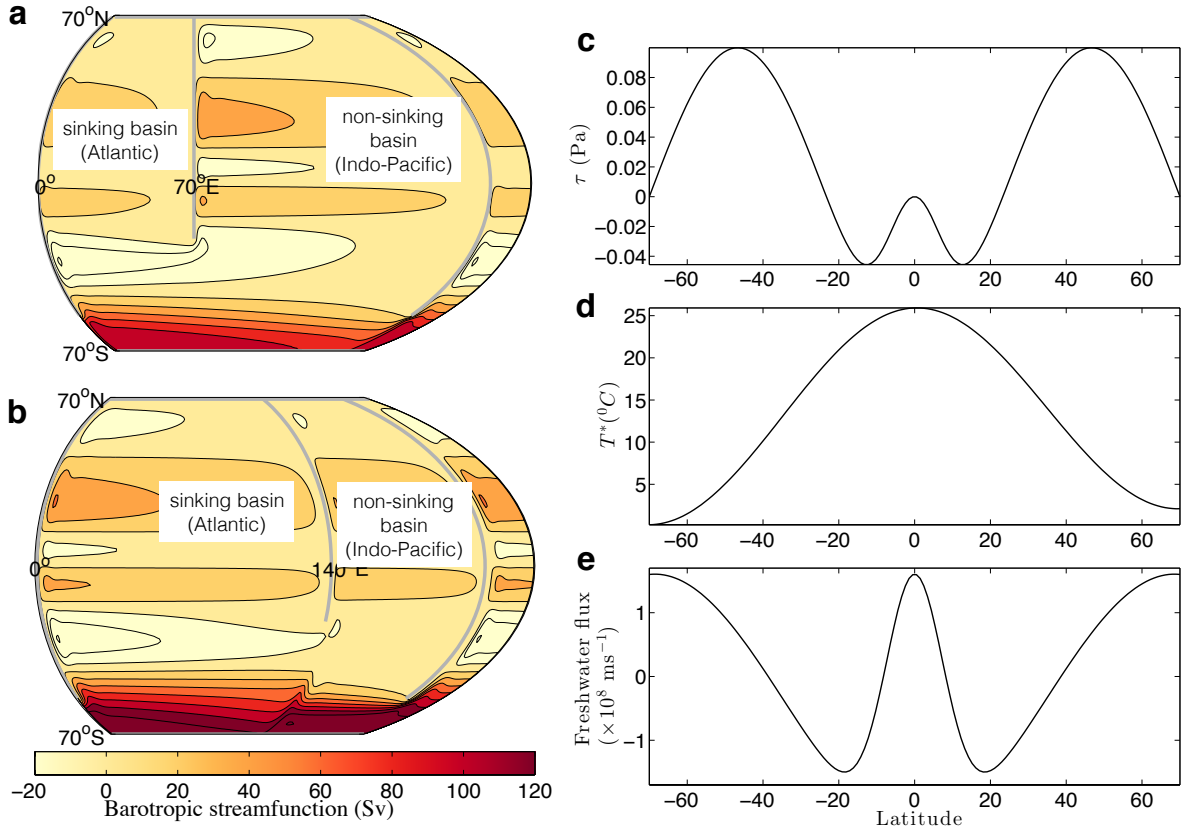 a
70°N
sinking basin
(Atlantic)
non-sinking
basin
(Indo-Pacific)
0°
70°E
70°S
b
70°N
sinking basin
(Atlantic)
non-sinking
basin
(Indo-Pacific)
0°
140°E
70°S
−20 0 20 40 60 80 100 120
Barotropic streamfunction (Sv)
c
0.08
0.06
0.04
0.02
0
−0.02
−0.04
τ (Pa)
−60 −40 −20 0 20 40 60
d
25
20
15
10
5
T*(⁰C)
−60 −40 −20 0 20 40 60
e
1
0
−1
Freshwater flux
(×10⁸ ms⁻¹)
−60 −40 −20 0 20 40 60
Latitude